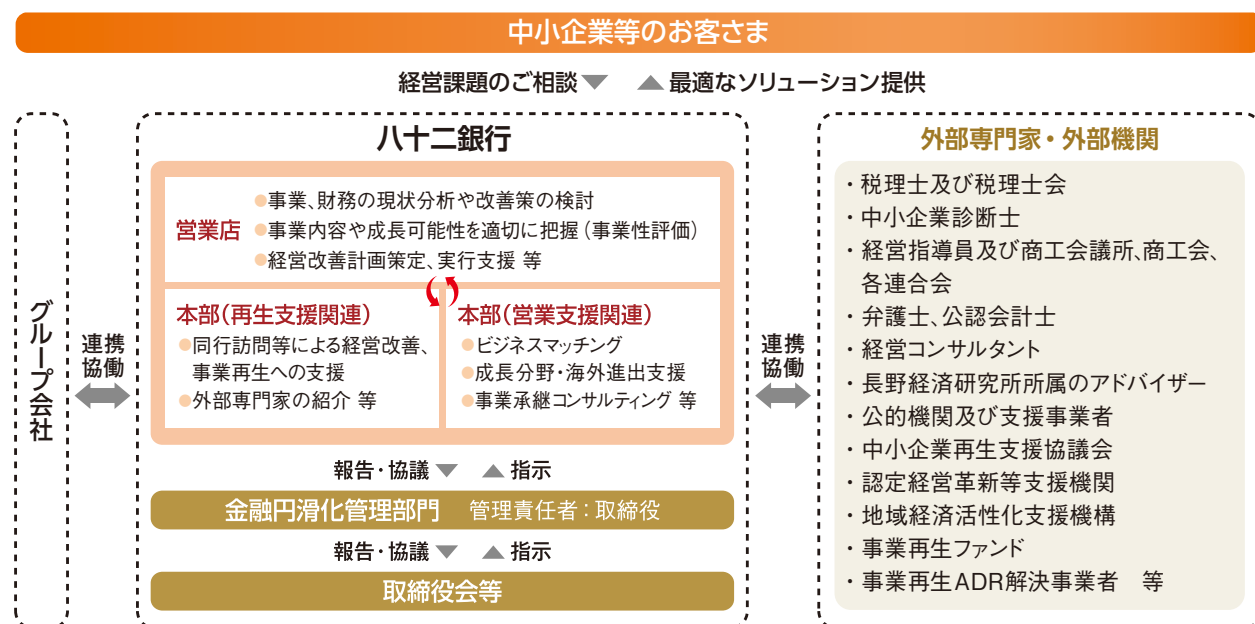 中小企業等のお客さま
経営課題のご相談▼ ▲最適なソリューション提供
グループ会社
連携
協働
八十二銀行
営業店
●事業、財務の現状分析や改善策の検討
●事業内容や成長可能性を適切に把握（事業性評価）
●経営改善計画策定、実行支援 等
本部（再生支援関連）
●同行訪問等による経営改善、
事業再生への支援
●外部専門家の紹介 等
本部（営業支援関連）
●ビジネスマッチング
●成長分野・海外進出支援
●事業承継コンサルティング 等
報告・協議▼ ▲指示
金融円滑化管理部門 管理責任者：取締役
報告・協議▼ ▲指示
取締役会等
連携
協働
外部専門家・外部機関
・税理士及び税理士会
・中小企業診断士
・経営指導員及び商工会議所、商工会、
各連合会
・弁護士、公認会計士
・経営コンサルタント
・長野経済研究所所属のアドバイザー
・公的機関及び支援事業者
・中小企業再生支援協議会
・認定経営革新等支援機関
・地域経済活性化支援機構
・事業再生ファンド
・事業再生ADR解決事業者 等